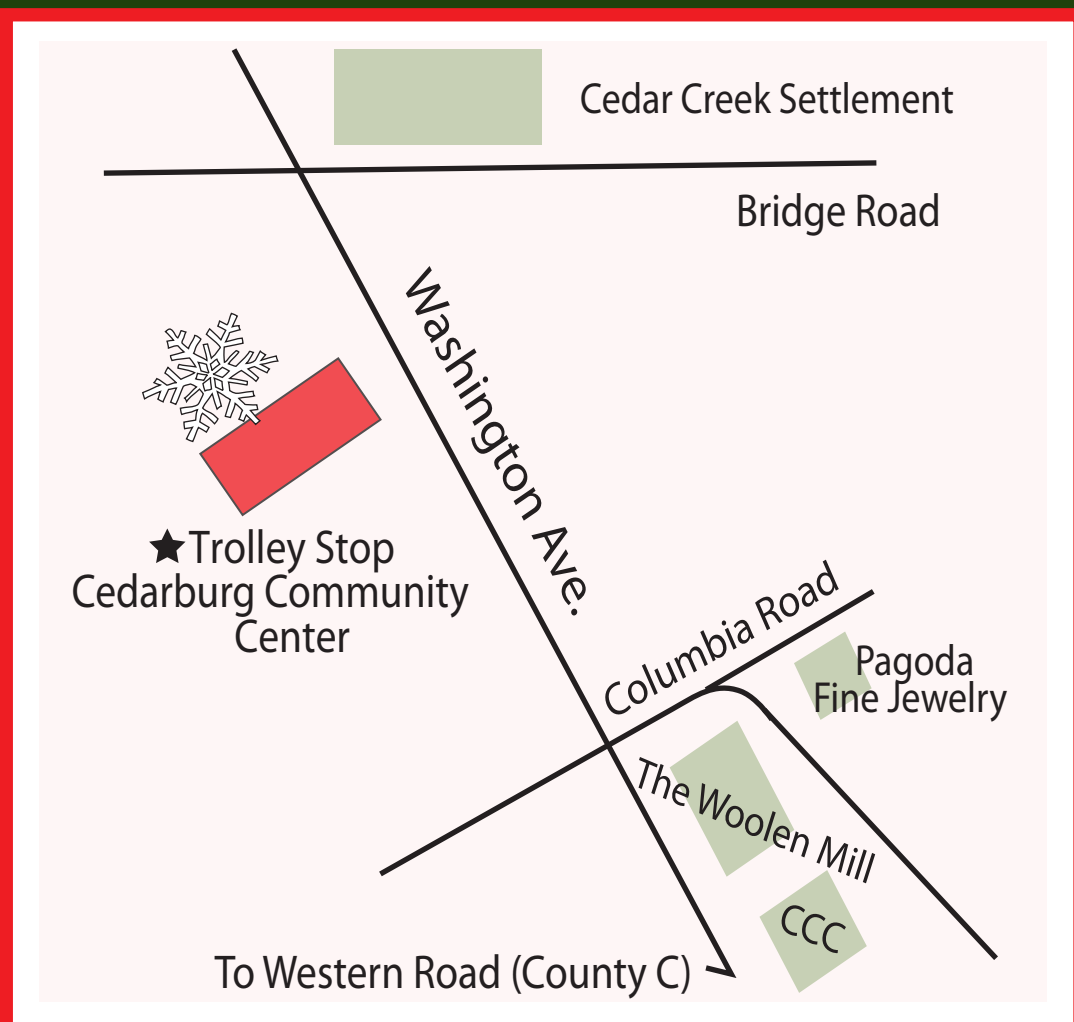 Cedar Creek Settlement
Bridge Road
Washington Ave.
★Trolley Stop
Cedarburg Community
Center
Columbia Road
Pagoda
Fine Jewelry
The Woolen Mill
CCC
To Western Road (County C)